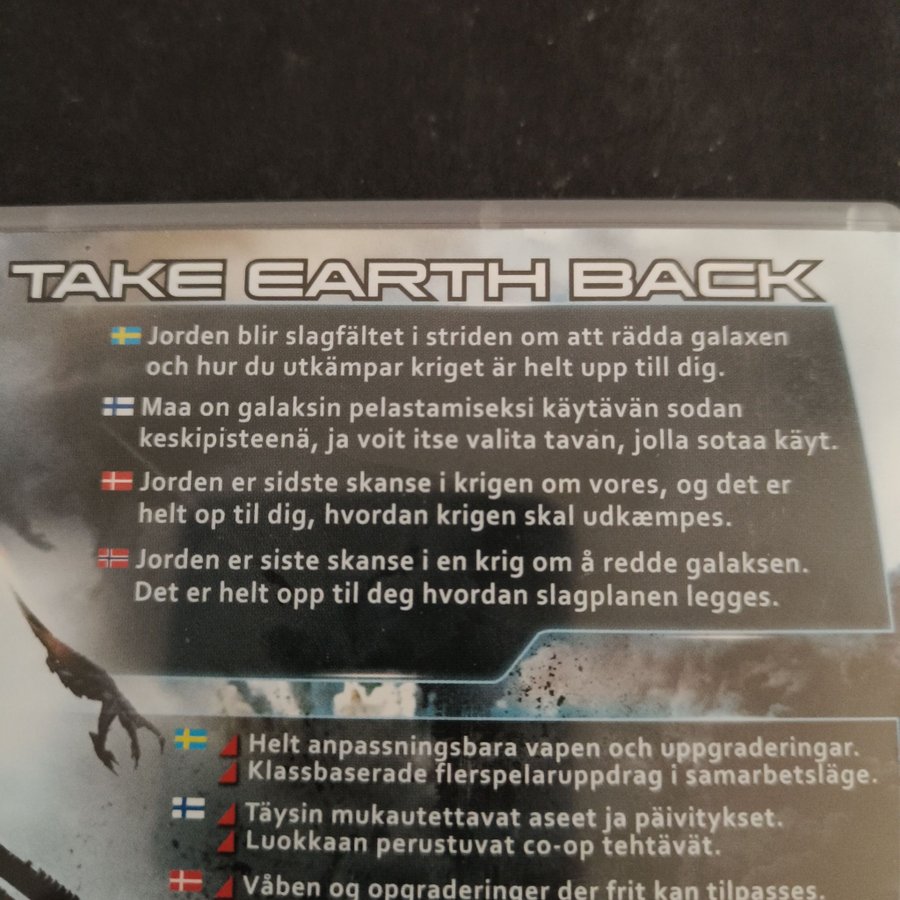 TAKE EARTH BACK
Jorden blir slagfältet i striden om att rädda galaxen
och hur du utkämpar kriget är helt upp till dig.
Maa on galaksin pelastamiseksi käytävän sodan
keskipisteenä, ja voit itse valita tavan, jolla sotaa käyt.
Jorden er sidste skanse i krigen om vores, og det er
helt op til dig, hvordan krigen skal udkæmpes.
Jorden er siste skanse i en krig om å redde galaksen.
Det er helt opp til deg hvordan slagplanen legges.
Helt anpassningsbara vapen och uppgraderingar.
Klassbaserade flerspelaruppdrag i samarbetsläge.
Täysin mukautettavat aseet ja päivitykset.
Luokkaan perustuvat co-op tehtävät.
Våben og opgraderinger der frit kan tilpasses.